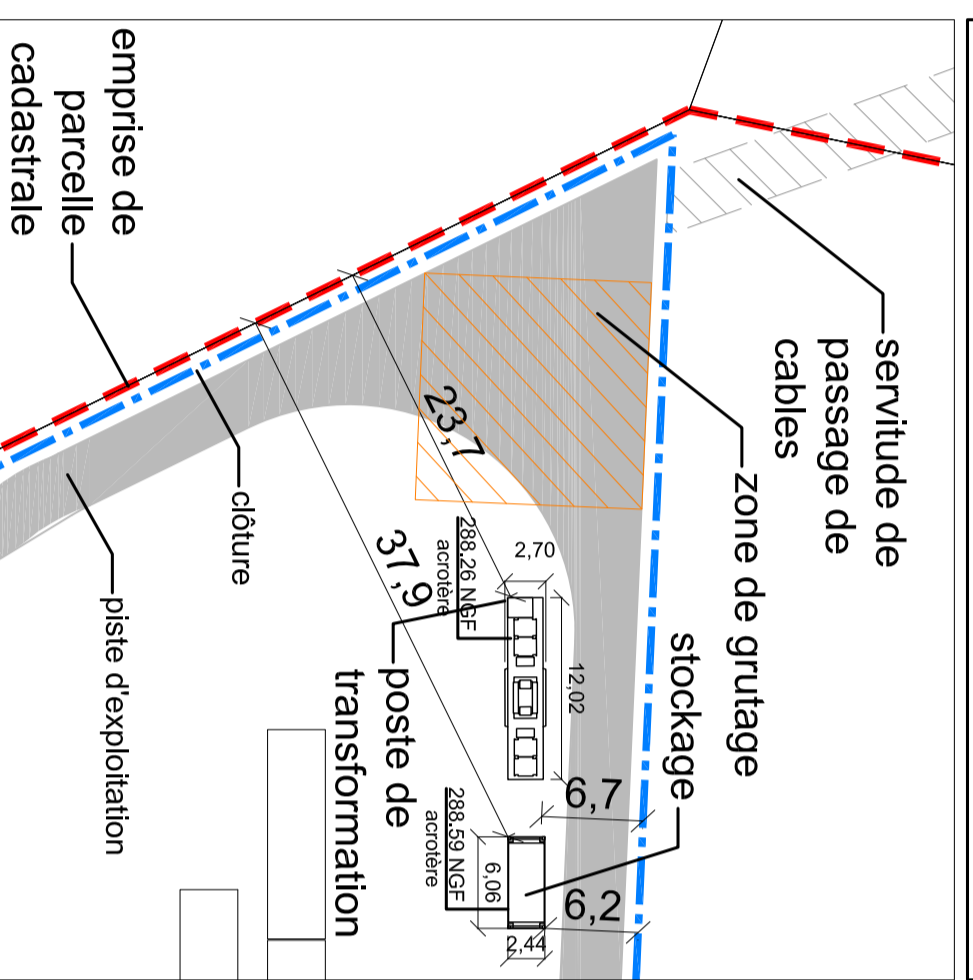 servitude de
passage de
cables
zone de grutage
stockage
6,7
6,2
12,02
2,70
2,44
6,06
23,7
288.26 NGF
acrotère
288.59 NGF
acrotère
37,9
poste de
transformation
clôture
piste d'exploitation
emprise de
parcelle
cadastrale